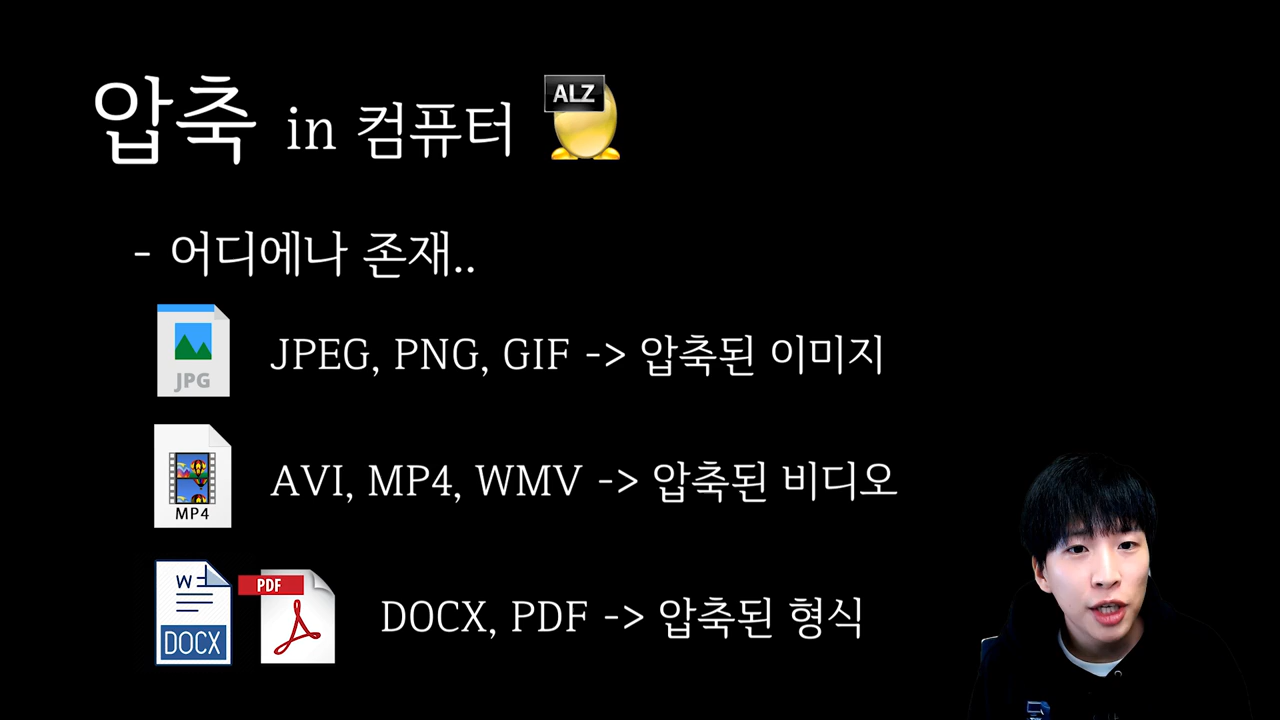 압축 in 컴퓨터
ALZ
- 어디에나 존재..
JPG
JPEG, PNG, GIF -> 압축된 이미지
MP4
AVI, MP4, WMV -> 압축된 비디오
W
DOCX
PDF
DOCX, PDF -> 압축된 형식